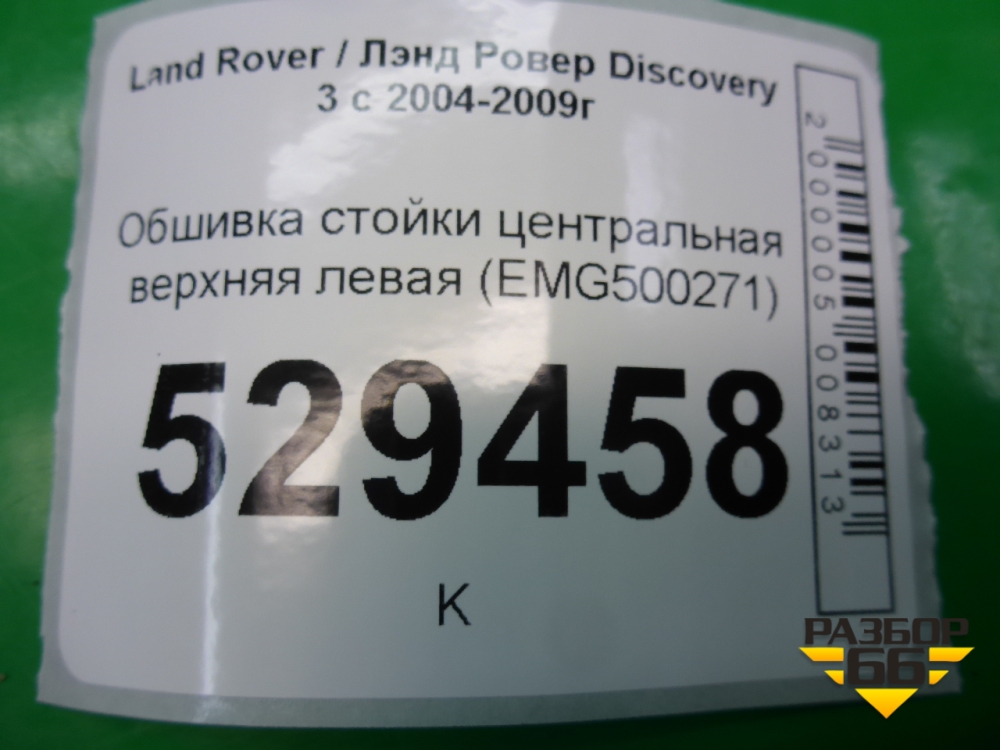 Land Rover / Лэнд Ровер Discovery
3 с 2004-2009г
Обшивка стойки центральная
верхняя левая (EMG500271)
529458
К
2000005008313
РАЗБОР
66